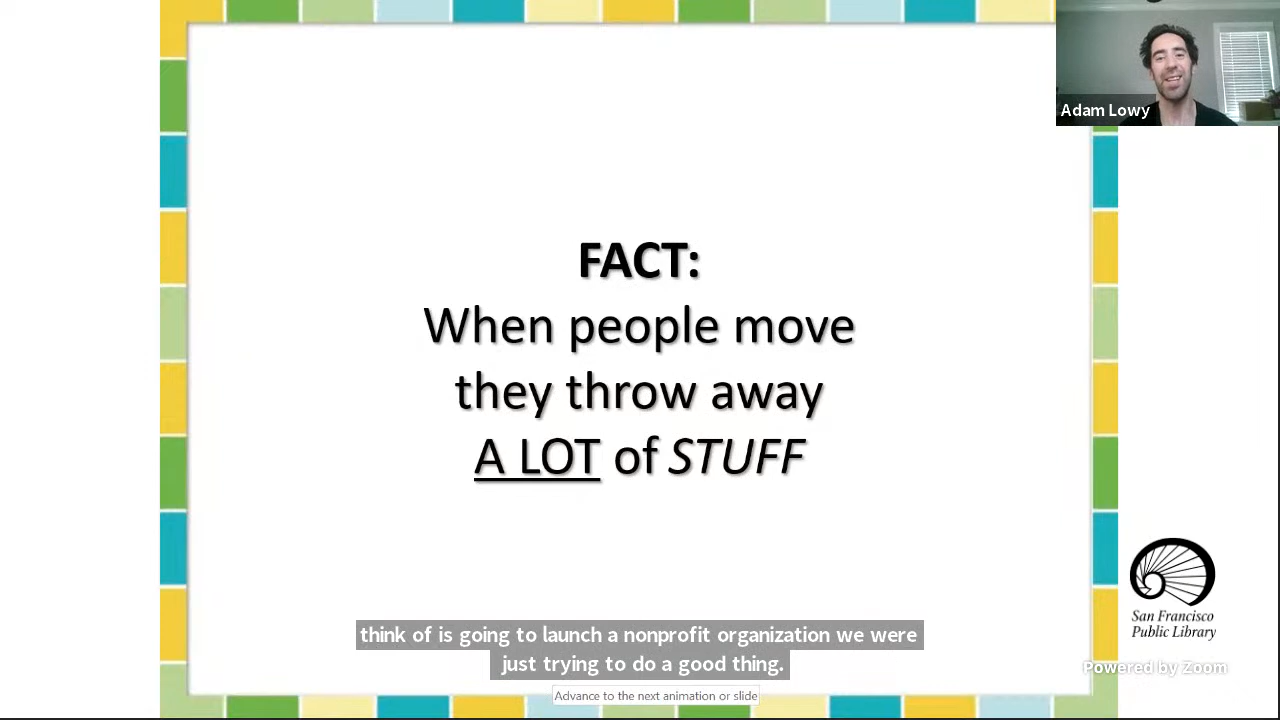 Adam Lowy
FACT:
When people move
they throw away
A LOT of STUFF
think of is going to launch a nonprofit organization we were
just trying to do a good thing.
Advance to the next animation or slide
San Francisco
Public Library
Powered by Zoom